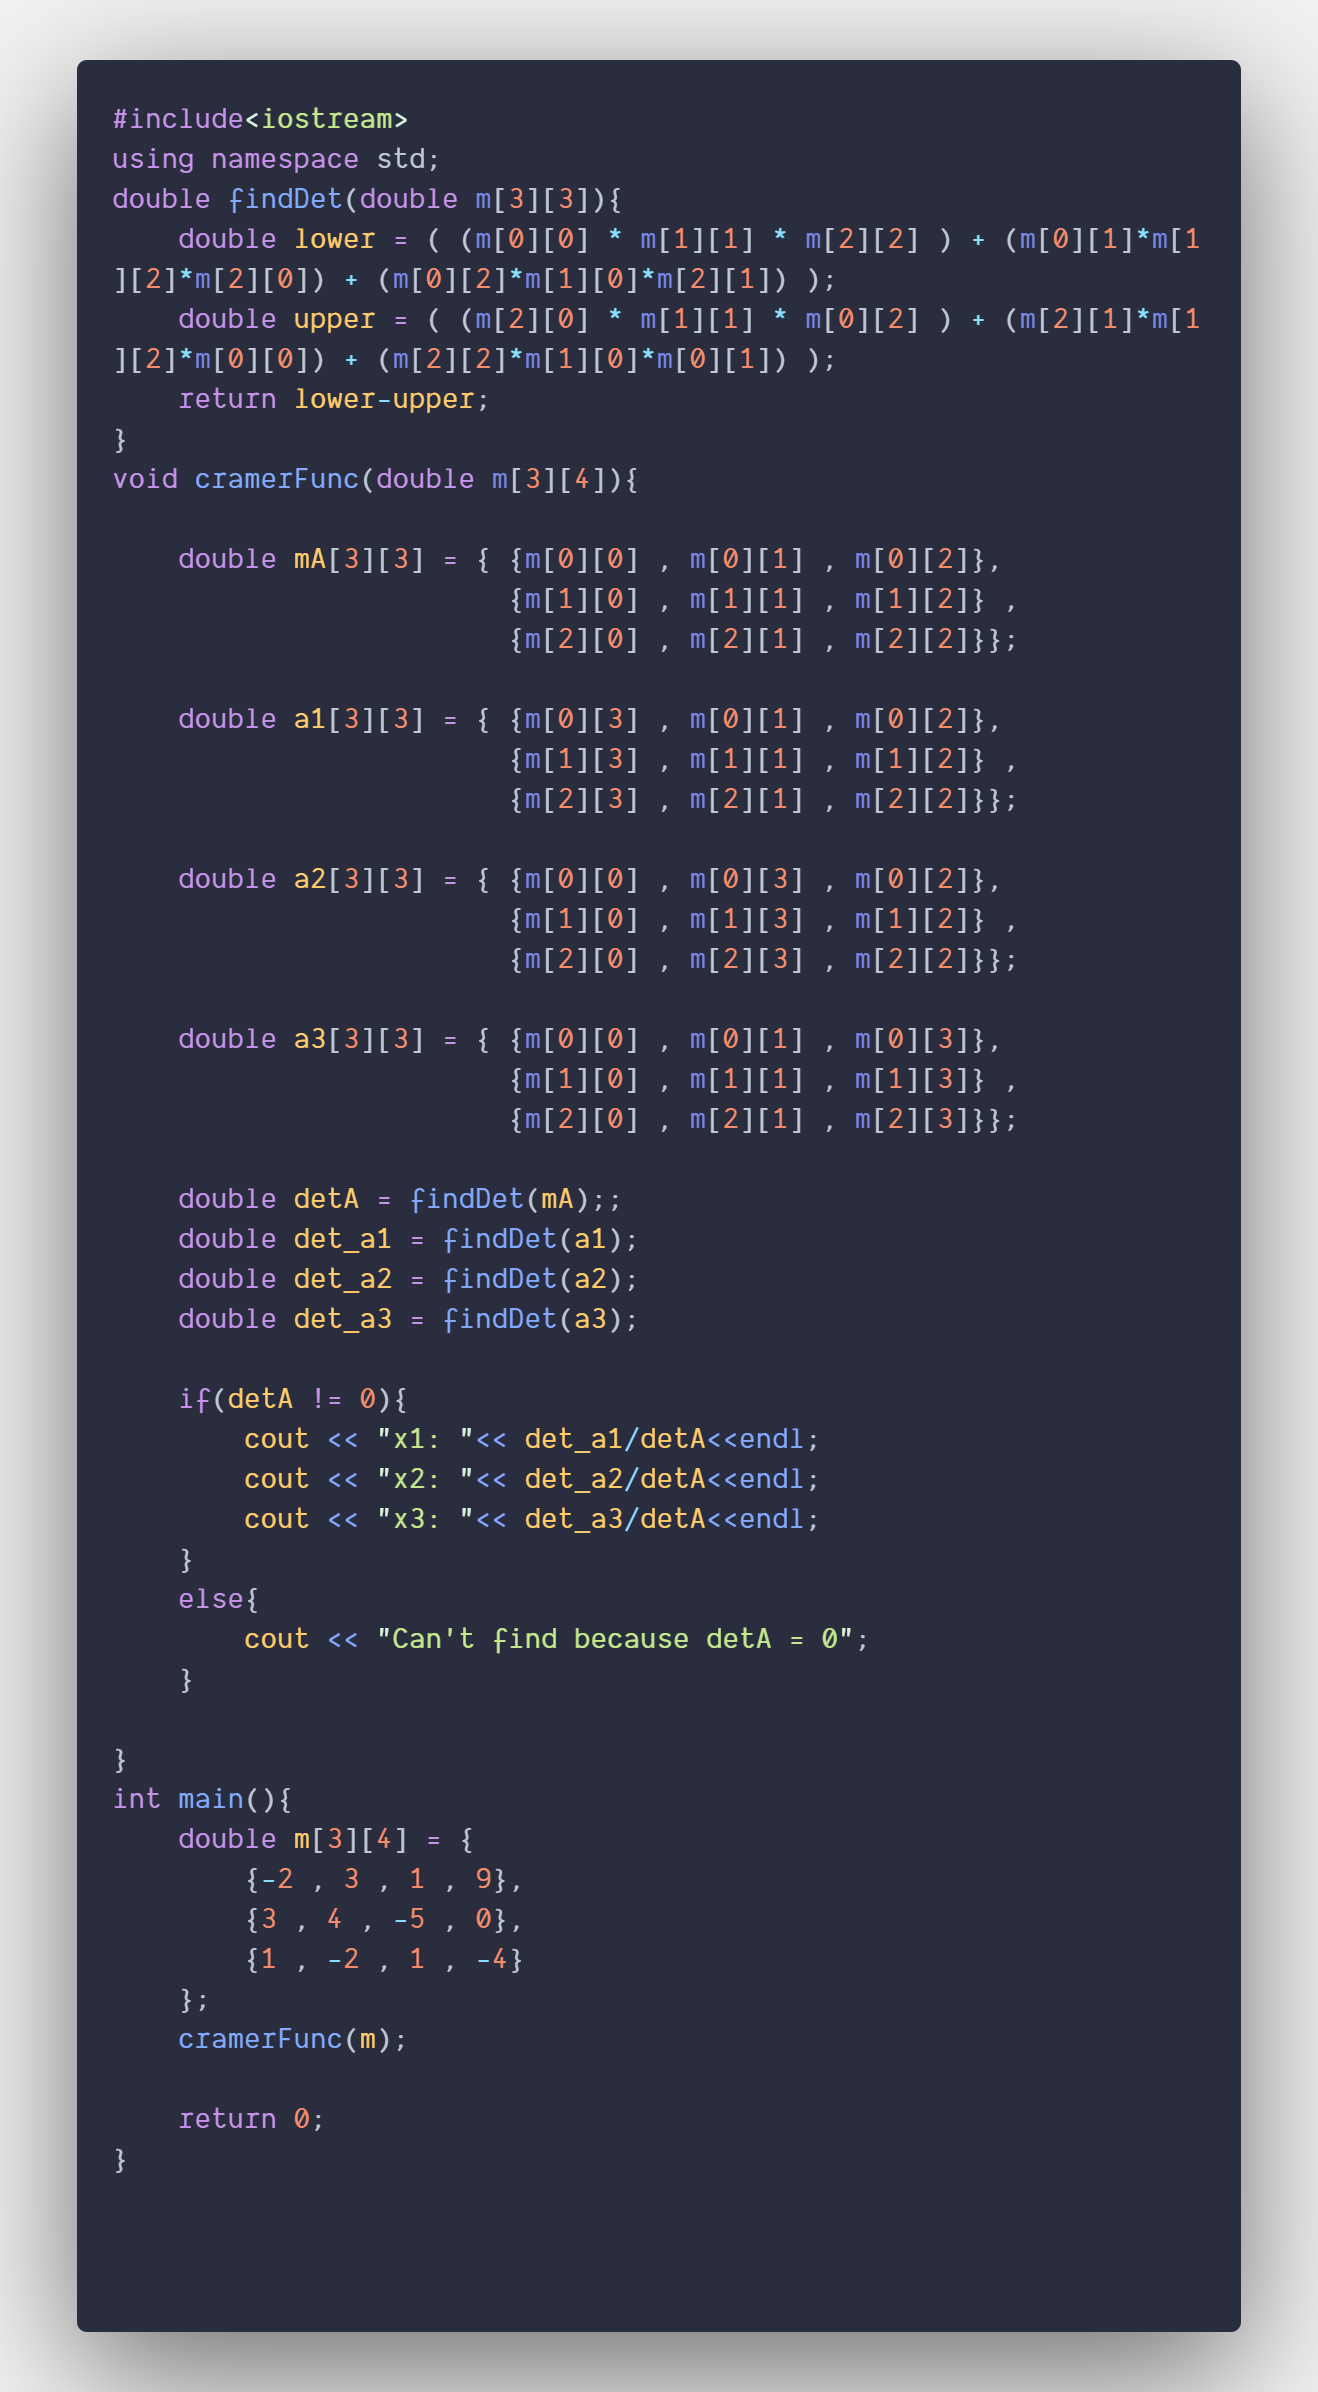 #include<iostream>
using namespace std;
double findDet(double m[3][3]){
    double lower = ( (m[0][0] * m[1][1] * m[2][2] ) + (m[0][1]*m[1
][2]*m[2][0]) + (m[0][2]*m[1][0]*m[2][1]) );
    double upper = ( (m[2][0] * m[1][1] * m[0][2] ) + (m[2][1]*m[1
][2]*m[0][0]) + (m[2][2]*m[1][0]*m[0][1]) );
    return lower-upper;
}
void cramerFunc(double m[3][4]){

    double mA[3][3] = { {m[0][0] , m[0][1] , m[0][2]},
                        {m[1][0] , m[1][1] , m[1][2]} ,
                        {m[2][0] , m[2][1] , m[2][2]}};

    double a1[3][3] = { {m[0][3] , m[0][1] , m[0][2]},
                        {m[1][3] , m[1][1] , m[1][2]} ,
                        {m[2][3] , m[2][1] , m[2][2]}};

    double a2[3][3] = { {m[0][0] , m[0][3] , m[0][2]},
                        {m[1][0] , m[1][3] , m[1][2]} ,
                        {m[2][0] , m[2][3] , m[2][2]}};

    double a3[3][3] = { {m[0][0] , m[0][1] , m[0][3]},
                        {m[1][0] , m[1][1] , m[1][3]} ,
                        {m[2][0] , m[2][1] , m[2][3]}};

    double detA = findDet(mA);;
    double det_a1 = findDet(a1);
    double det_a2 = findDet(a2);
    double det_a3 = findDet(a3);

    if(detA != 0){
        cout << "x1: "<< det_a1/detA<<endl;
        cout << "x2: "<< det_a2/detA<<endl;
        cout << "x3: "<< det_a3/detA<<endl;
    }
    else{
        cout << "Can't find because detA = 0";
    }

}
int main(){
    double m[3][4] = {
        {-2 , 3 , 1 , 9},
        {3 , 4 , -5 , 0},
        {1 , -2 , 1 , -4}
    };
    cramerFunc(m);

    return 0;
}